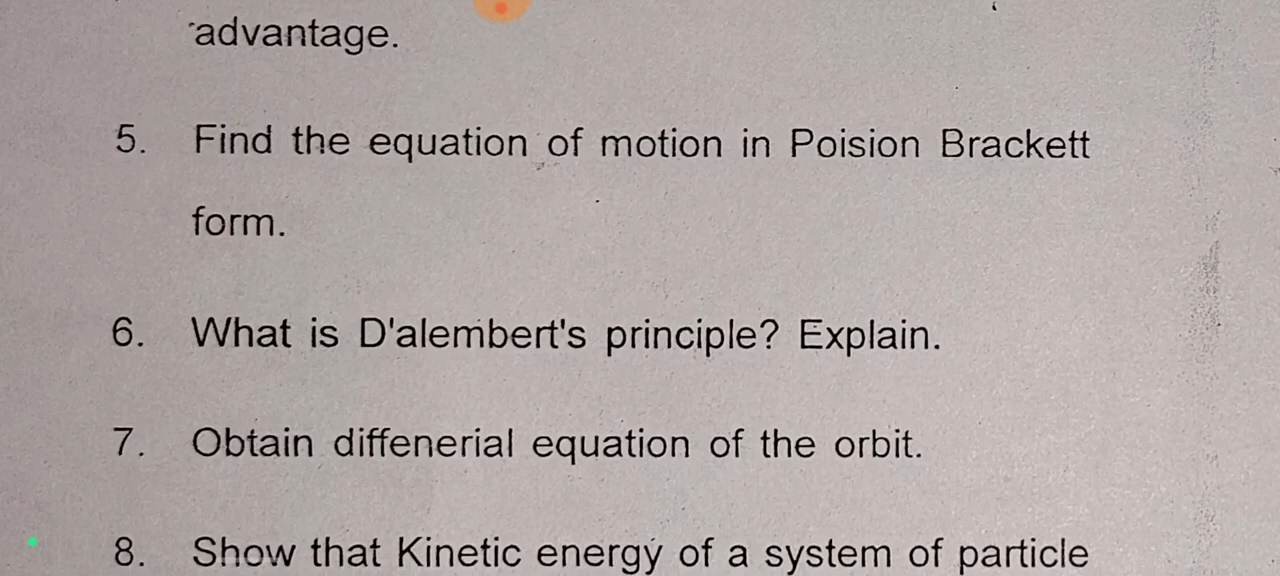 advantage.
5. Find the equation of motion in Poision Brackett
form.
6. What is D'alembert's principle? Explain.
7. Obtain diffenerial equation of the orbit.
8. Show that Kinetic energy of a system of particle